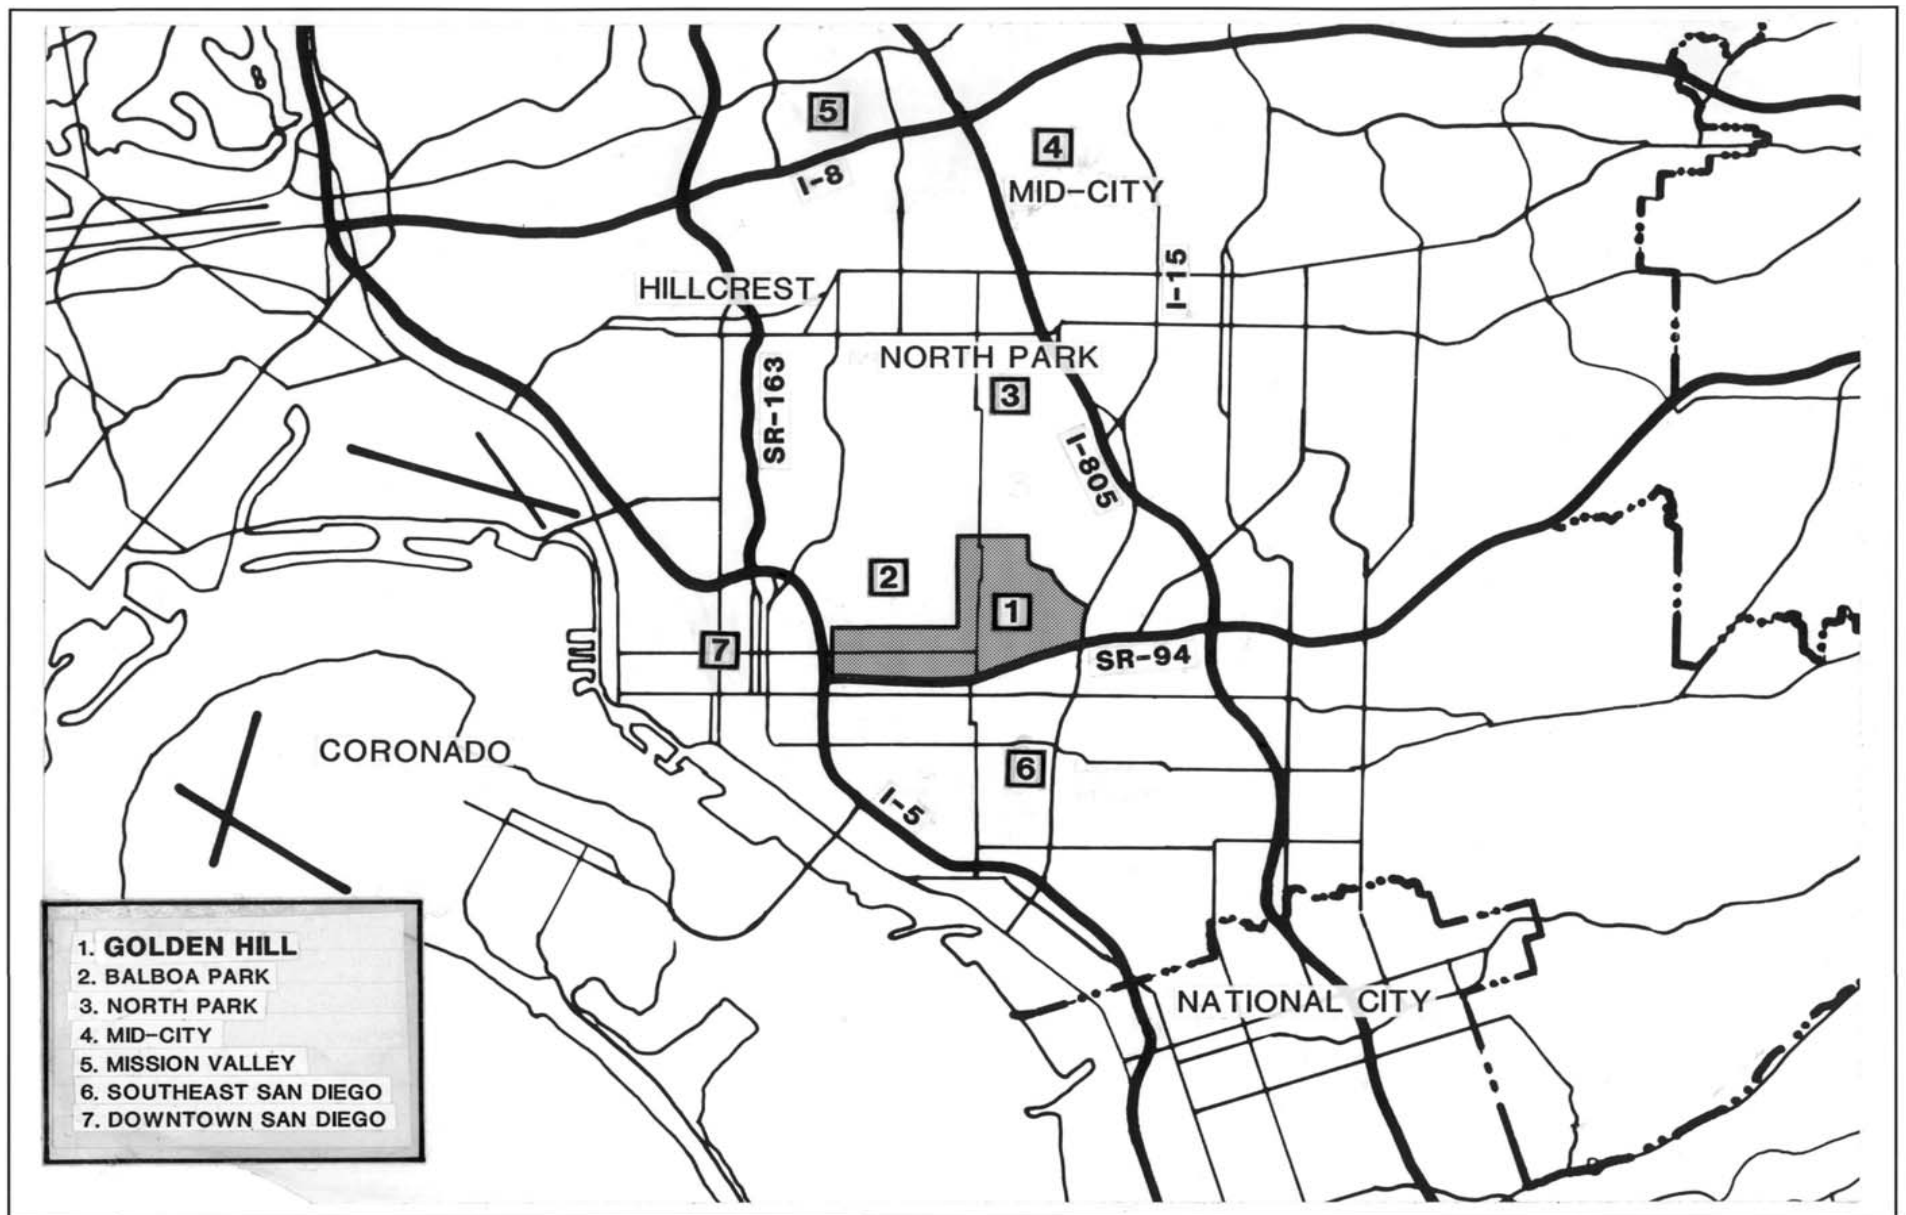 5
4
I-8
MID-CITY
I-15
HILLCREST
NORTH PARK
3
SR-163
I-805
2
1
7
SR-94
CORONADO
6
I-5
1. GOLDEN HILL
2. BALBOA PARK
3. NORTH PARK
4. MID-CITY
5. MISSION VALLEY
6. SOUTHEAST SAN DIEGO
7. DOWNTOWN SAN DIEGO
NATIONAL CITY